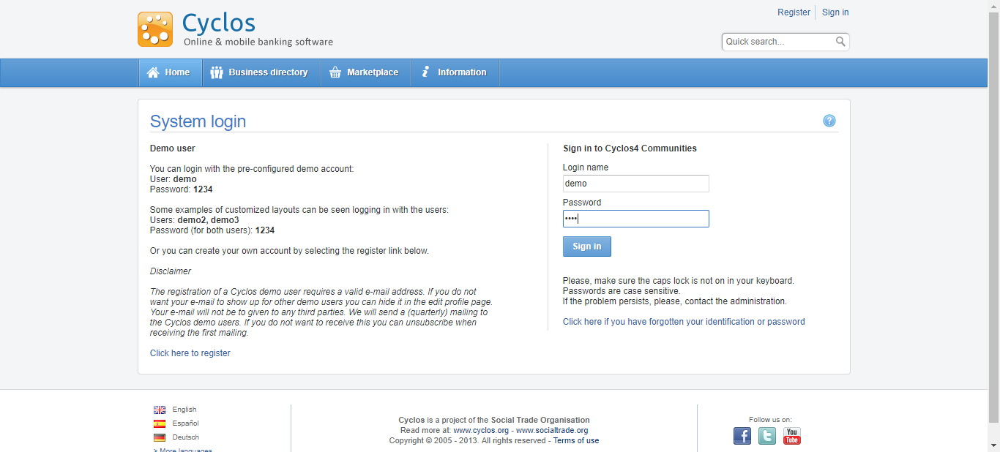 Cyclos
Online & mobile banking software
Register
Sign in
Quick search...
Home
Business directory
Marketplace
Information
System login
Demo user
You can login with the pre-configured demo account:
User: demo
Password: 1234
Some examples of customized layouts can be seen logging in with the users:
Users: demo2, demo3
Password (for both users): 1234
Or you can create your own account by selecting the register link below.
Disclaimer
The registration of a Cyclos demo user requires a valid e-mail address. If you do not
want your e-mail to show up for other demo users you can hide it in the edit profile page.
Your e-mail will not be to given to any third parties. We will send a (quarterly) mailing to
the Cyclos demo users. If you do not want to receive this you can unsubscribe when
receiving the first mailing.
Click here to register
Sign in to Cyclos4 Communities
Login name
demo
Password
••••
Sign in
Please, make sure the caps lock is not on in your keyboard.
Passwords are case sensitive.
If the problem persists, please, contact the administration.
Click here if you have forgotten your identification or password
English
Español
Deutsch
> More languages
Cyclos is a project of the Social Trade Organisation
Read more at: www.cyclos.org - www.socialtrade.org
Copyright © 2005 - 2013. All rights reserved - Terms of use
Follow us on:
You
Tube